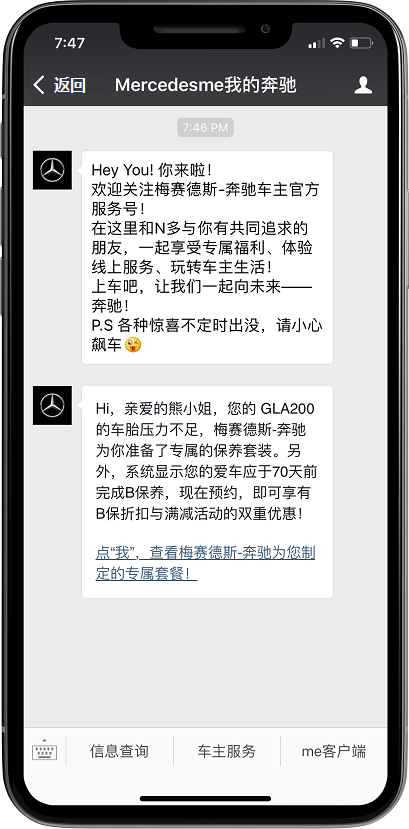 7:47
返回
Mercedesme我的奔驰
7:46 PM
Hey You! 你来啦！
欢迎关注梅赛德斯-奔驰车主官方
服务号！
在这里和N多与你有共同追求的
朋友，一起享受专属福利、体验
线上服务、玩转车主生活！
上车吧，让我们一起向未来——
奔驰！
P.S 各种惊喜不定时出没，请小心
飙车😜
Hi，亲爱的熊小姐，您的 GLA200
的车胎压力不足，梅赛德斯-奔驰
为你准备了专属的保养套装。另
外，系统显示您的爱车应于70天前
完成B保养，现在预约，即可享有
B保折扣与满减活动的双重优惠！
点“我”，查看梅赛德斯-奔驰为您制
定的专属套餐！
信息查询
车主服务
me客户端